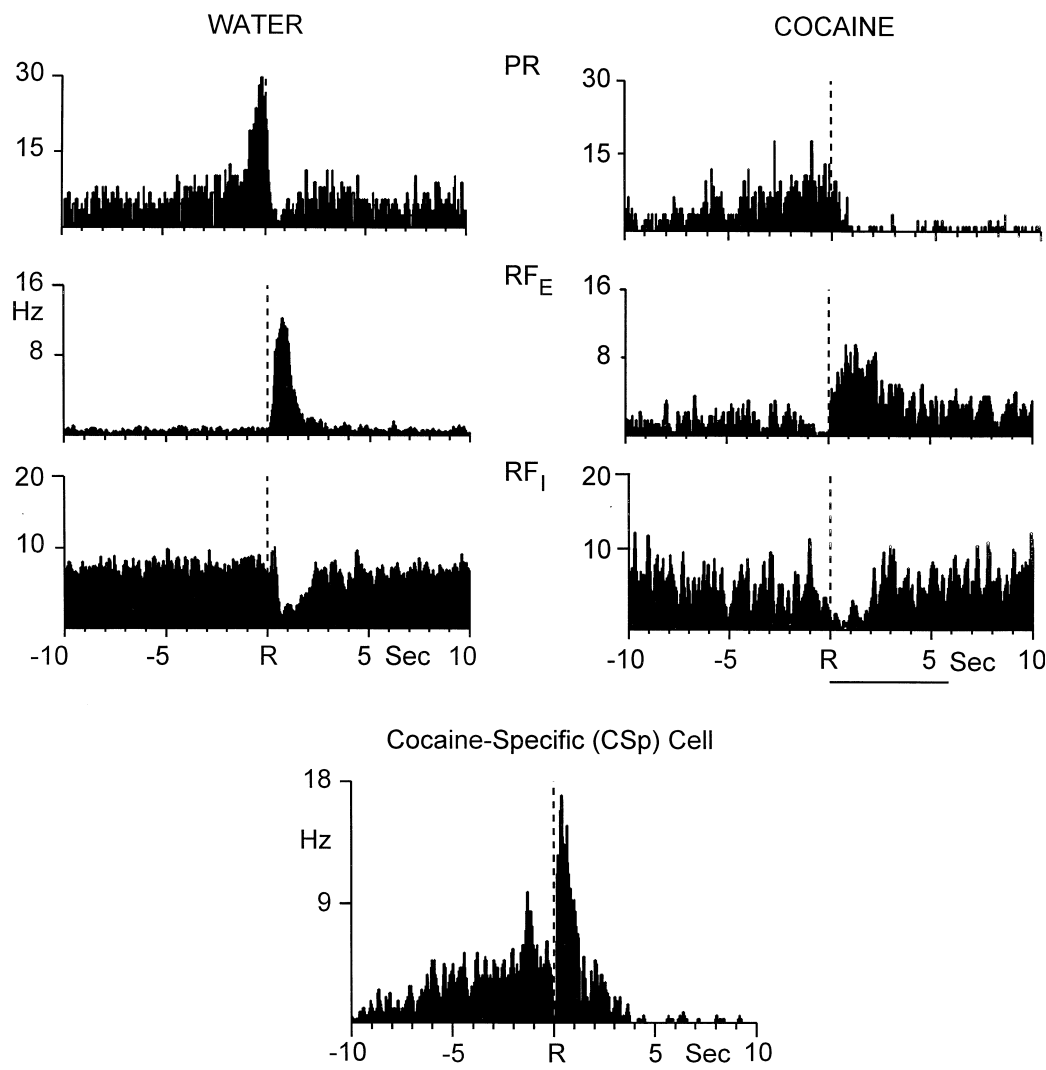 WATER
COCAINE
PR
30
15
30
15
RF_E
16
Hz
8
16
8
RF_I
20
10
20
10
-10 -5 R 5 Sec 10
-10 -5 R 5 Sec 10
Cocaine-Specific (CSp) Cell
18
Hz
9
-10 -5 R 5 Sec 10